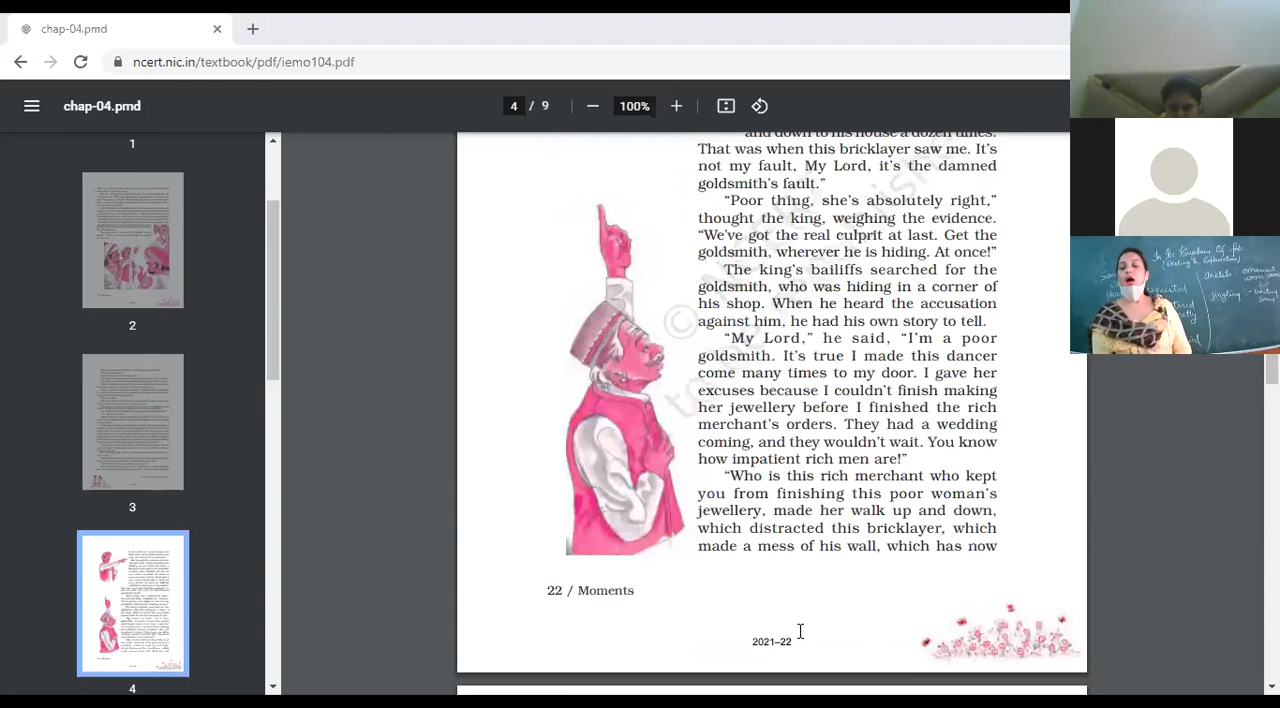 chap-04.pmd
ncert.nic.in/textbook/pdf/iemo104.pdf
chap-04.pmd
4 / 9
100%
1
2
3
4
and down to his house a dozen times.
That was when this bricklayer saw me. It's
not my fault, My Lord, it's the damned
goldsmith's fault.”
“Poor thing, she's absolutely right,”
thought the king, weighing the evidence.
“We've got the real culprit at last. Get the
goldsmith, wherever he is hiding. At once!”
The king's bailiffs searched for the
goldsmith, who was hiding in a corner of
his shop. When he heard the accusation
against him, he had his own story to tell.
“My Lord,” he said, “I'm a poor
goldsmith. It's true I made this dancer
come many times to my door. I gave her
excuses because I couldn't finish making
her jewellery before I finished the rich
merchant's orders. They had a wedding
coming, and they wouldn't wait. You know
how impatient rich men are!”
“Who is this rich merchant who kept
you from finishing this poor woman's
jewellery, made her walk up and down,
which distracted this bricklayer, which
made a mess of his wall, which has now
22 / Moments
2021–22
In the Kingdom Of